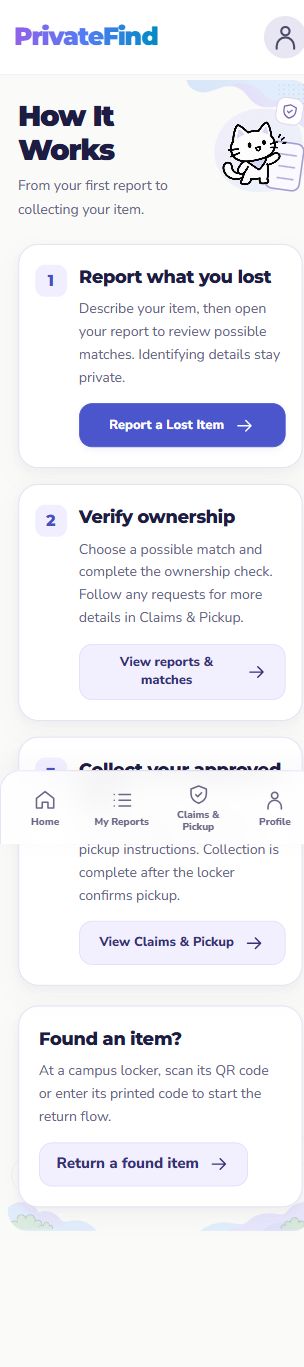 PrivateFind
How It
Works
From your first report to
collecting your item.
1
Report what you lost
Describe your item, then open
your report to review possible
matches. Identifying details stay
private.
Report a Lost Item
2
Verify ownership
Choose a possible match and
complete the ownership check.
Follow any requests for more
details in Claims & Pickup.
View reports &
matches
Collect your approved
Home
My Reports
Claims &
Pickup
Profile
pickup instructions. Collection is
complete after the locker
confirms pickup.
View Claims & Pickup
Found an item?
At a campus locker, scan its QR code
or enter its printed code to start the
return flow.
Return a found item